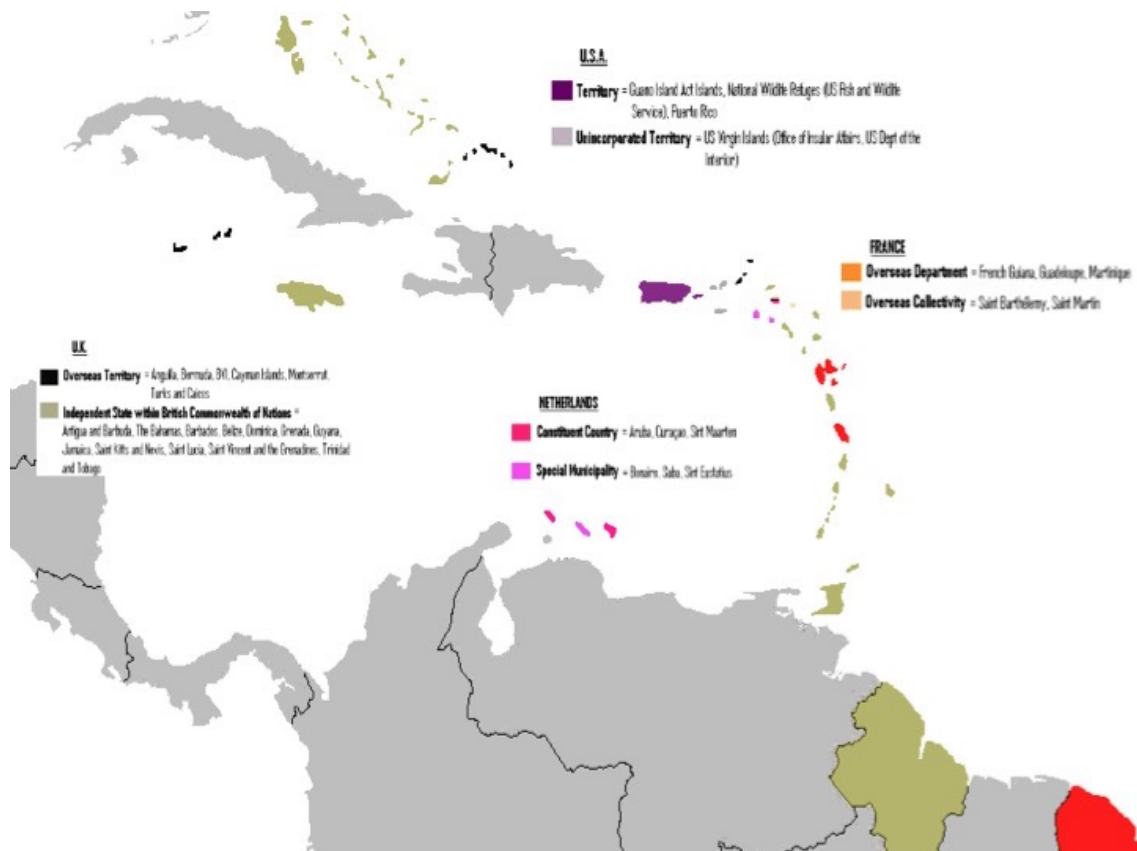 U.S.A.
Territory = Guano Island Act Islands, National Wildlife Refuges (US Fish and Wildlife
Service), Puerto Rico
Unincorporated Territory = US Virgin Islands (Office of Insular Affairs, US Dept of the
Interior)
FRANCE
Overseas Department = French Guiana, Guadeloupe, Martinique
Overseas Collectivity = Saint Barthélemy, Saint Martin
U.K.
Overseas Territory = Anguilla, Bermuda, BVI, Cayman Islands, Montserrat,
Turks and Caicos
Independent State within British Commonwealth of Nations =
Antigua and Barbuda, The Bahamas, Barbados, Belize, Dominica, Grenada, Guyana,
Jamaica, Saint Kitts and Nevis, Saint Lucia, Saint Vincent and the Grenadines, Trinidad
and Tobago
NETHERLANDS
Constituent Country = Aruba, Curaçao, Sint Maarten
Special Municipality = Bonaire, Saba, Sint Eustatius